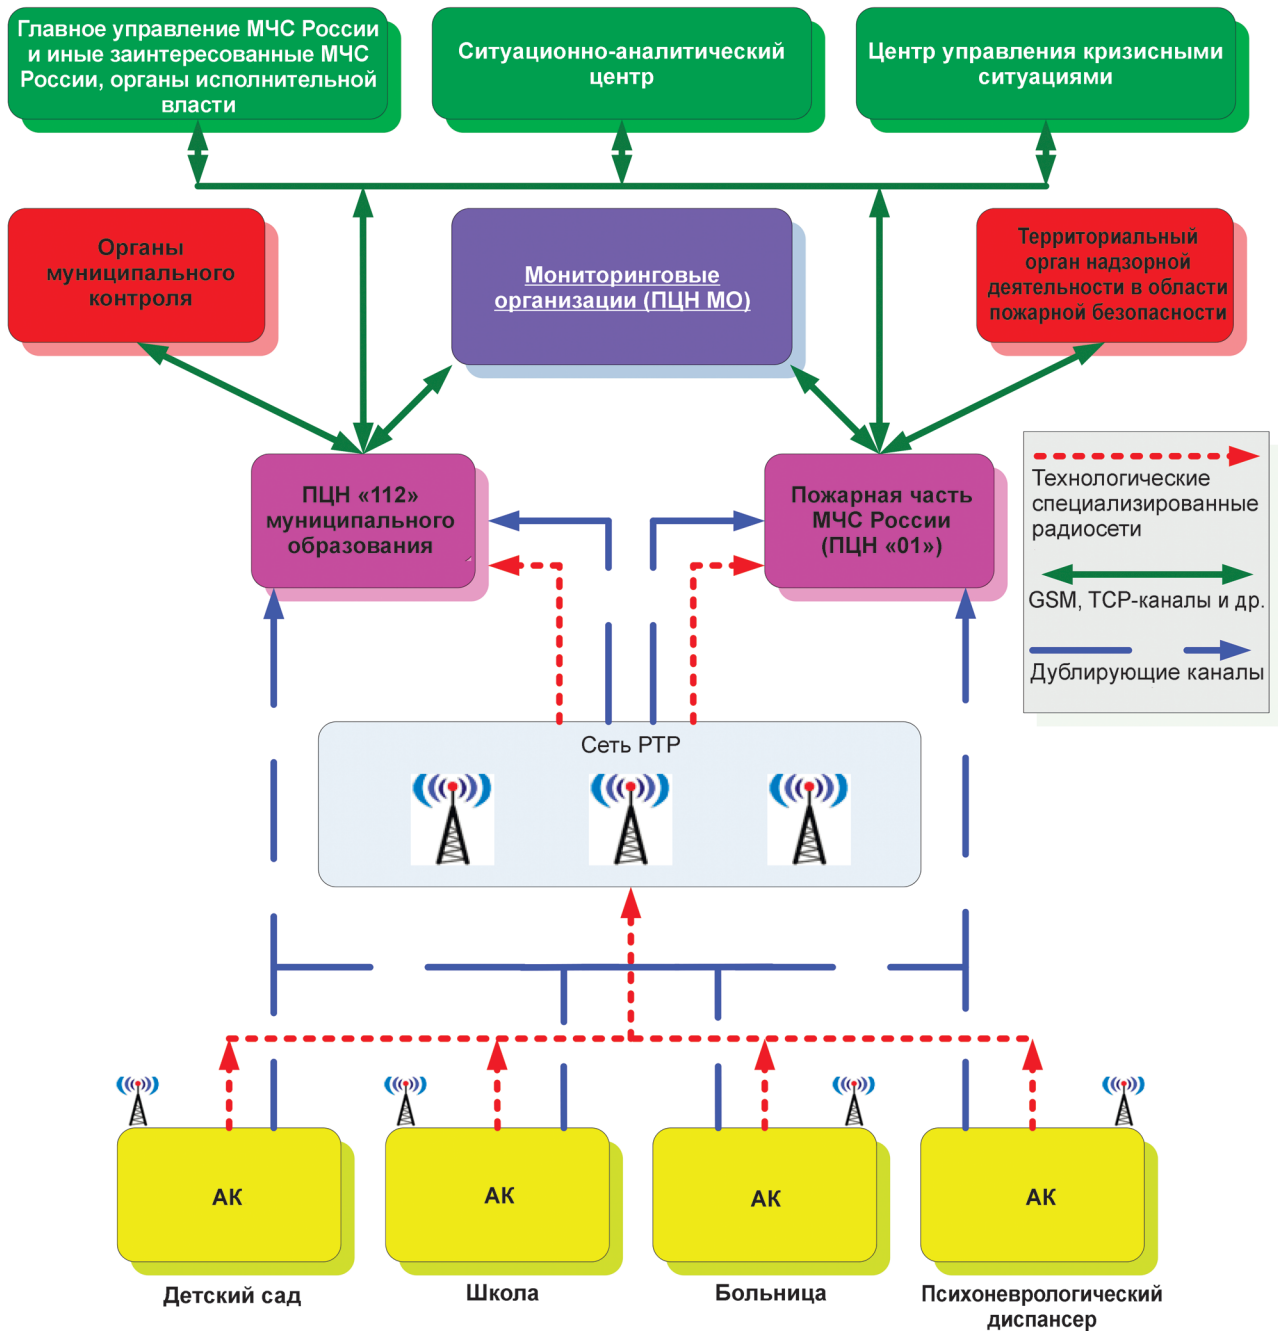 Главное управление МЧС России
и иные заинтересованные МЧС
России, органы исполнительной
власти
Ситуационно-аналитический
центр
Центр управления кризисными
ситуациями
Органы
муниципального
контроля
Мониторинговые
организации (ПЦН МО)
Территориальный
орган надзорной
деятельности в области
пожарной безопасности
ПЦН «112»
муниципального
образования
Пожарная часть
МЧС России
(ПЦН «01»)
Технологические
специализированные
радиосети
GSM, TCP-каналы и др.
Дублирующие каналы
Сеть РТР
АК
АК
АК
АК
Детский сад
Школа
Больница
Психоневрологический
диспансер